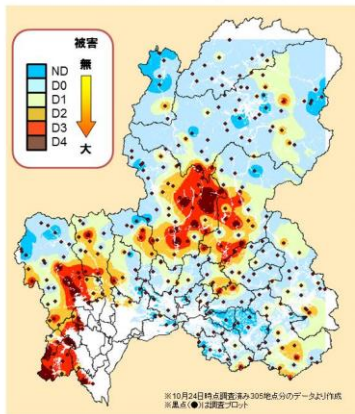 被害
無
大
ND
D0
D1
D2
D3
D4
※10月24日時点調査済み305地点分のデータより作成
※黒点(●)は調査プロット